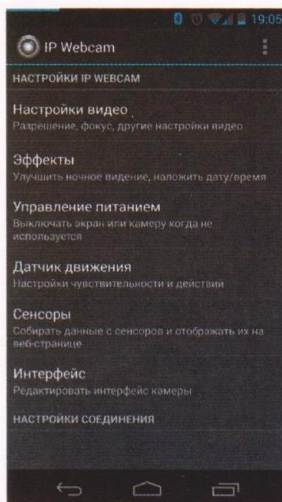 19:05
IP Webcam
НАСТРОЙКИ IP WEBCAM
Настройки видео
Разрешение, фокус, другие настройки видео
Эффекты
Улучшить ночное видение, наложить дату/время
Управление питанием
Выключать экран или камеру когда не
используется
Датчик движения
Настройки чувствительности и действий
Сенсоры
Собирать данные с сенсоров и отображать их на
веб-странице
Интерфейс
Редактировать интерфейс камеры
НАСТРОЙКИ СОЕДИНЕНИЯ